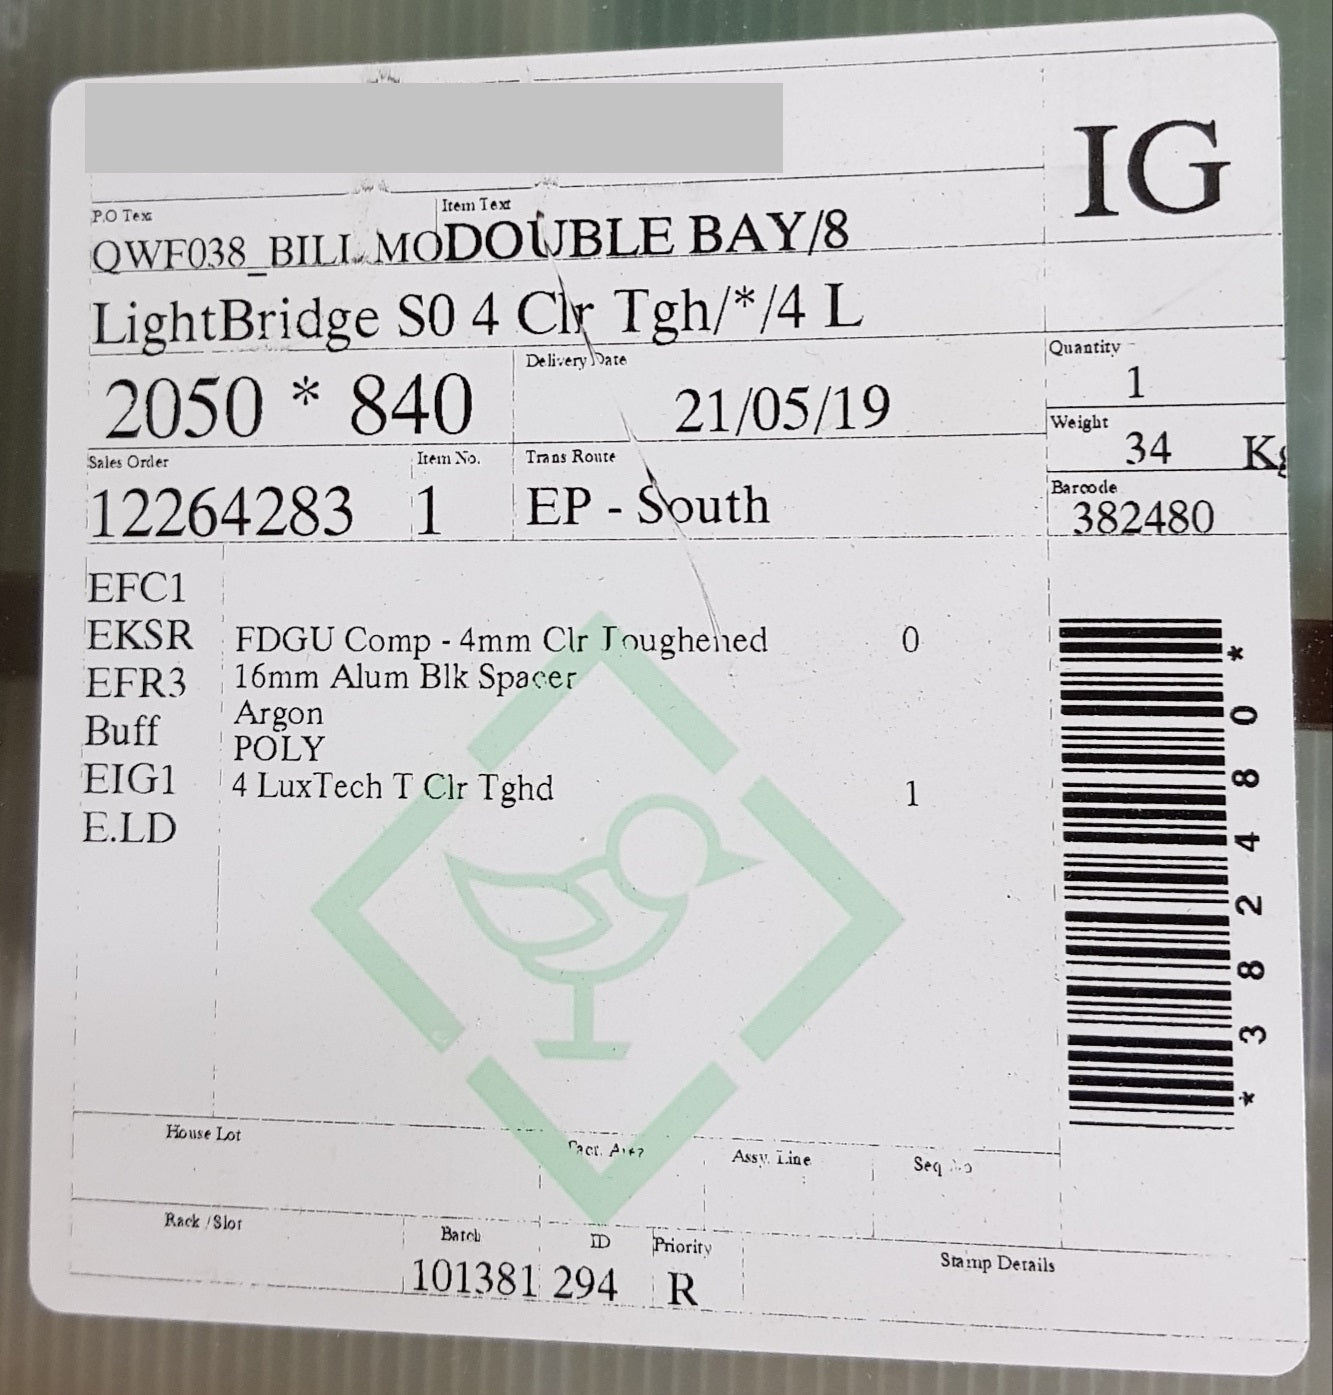 IG
P.O Text
Item Text
QWF038_BILL MO
DOUBLE BAY/8
LightBridge S0 4 Clr Tgh/*/4 L
2050 * 840
Delivery Date
21/05/19
Quantity
1
Weight
34 Kg
Sales Order
Item No.
Trans Route
12264283 1 EP - South
Barcode
382480
EFC1
EKSR FDGU Comp - 4mm Clr Toughened 0
EFR3 16mm Alum Blk Spacer
Buff Argon
POLY
EIG1 4 LuxTech T Clr Tghd 1
E.LD
*382480*
House Lot
Assy. Line
Seq
Rack /Slot
Batch
ID
Priority
Stamp Details
101381 294 R